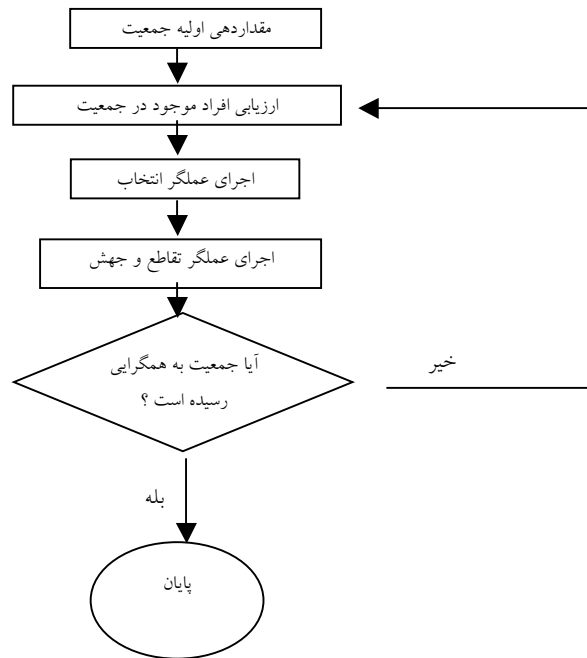 مقداردهی اولیه جمعیت
ارزیابی افراد موجود در جمعیت
اجرای عملگر انتخاب
اجرای عملگر تقاطع و جهش
آیا جمعیت به همگرایی
رسیده است ؟
خیر
بله
پایان